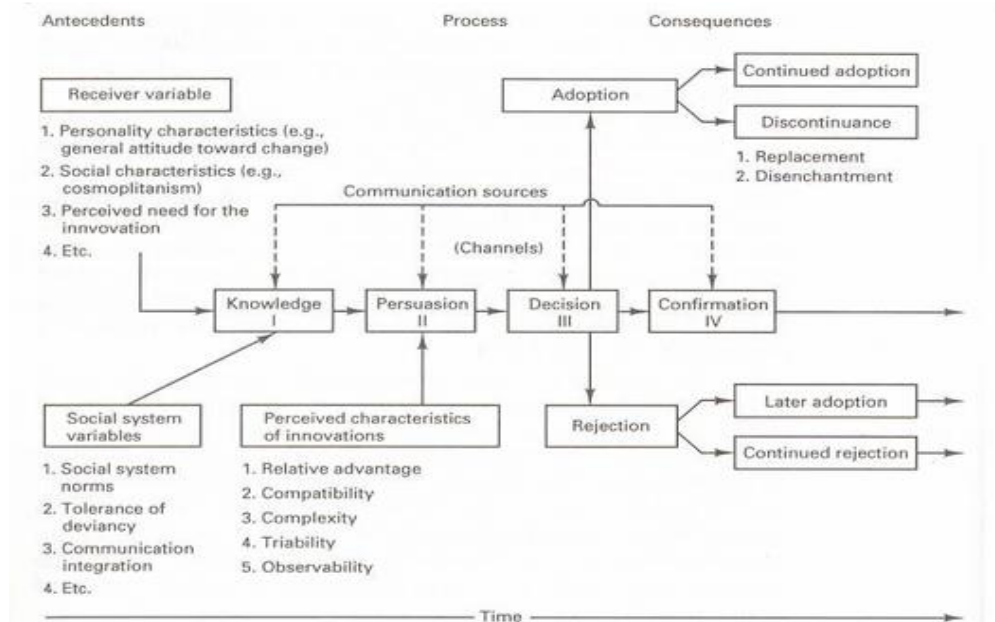 Antecedents
Process
Consequences
Receiver variable
1. Personality characteristics (e.g.,
general attitude toward change)
2. Social characteristics (e.g.,
cosmoplitanism)
3. Perceived need for the
innvovation
4. Etc.
Adoption
Continued adoption
Discontinuance
1. Replacement
2. Disenchantment
Communication sources
(Channels)
Knowledge
I
Persuasion
II
Decision
III
Confirmation
IV
Social system
variables
1. Social system
norms
2. Tolerance of
deviancy
3. Communication
integration
4. Etc.
Perceived characteristics
of innovations
1. Relative advantage
2. Compatibility
3. Complexity
4. Triability
5. Observability
Rejection
Later adoption
Continued rejection
Time